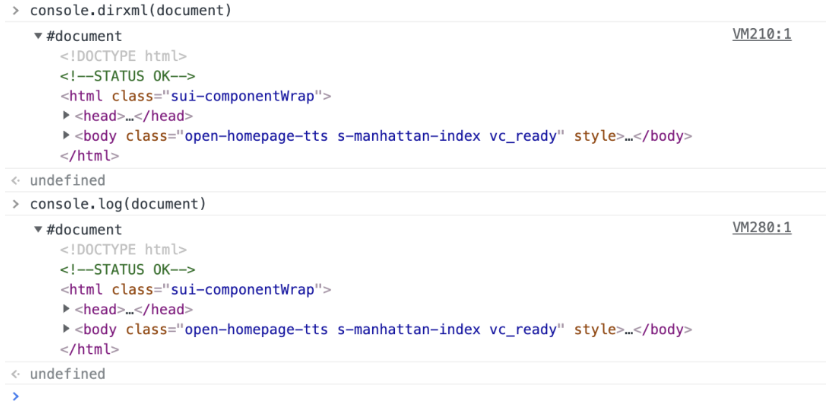 console.dirxml(document)
#document VM210:1
<!DOCTYPE html>
<!--STATUS OK-->
<html class="sui-componentWrap">
<head>…</head>
<body class="open-homepage-tts s-manhattan-index vc_ready" style>…</body>
</html>
undefined
console.log(document)
#document VM280:1
<!DOCTYPE html>
<!--STATUS OK-->
<html class="sui-componentWrap">
<head>…</head>
<body class="open-homepage-tts s-manhattan-index vc_ready" style>…</body>
</html>
undefined